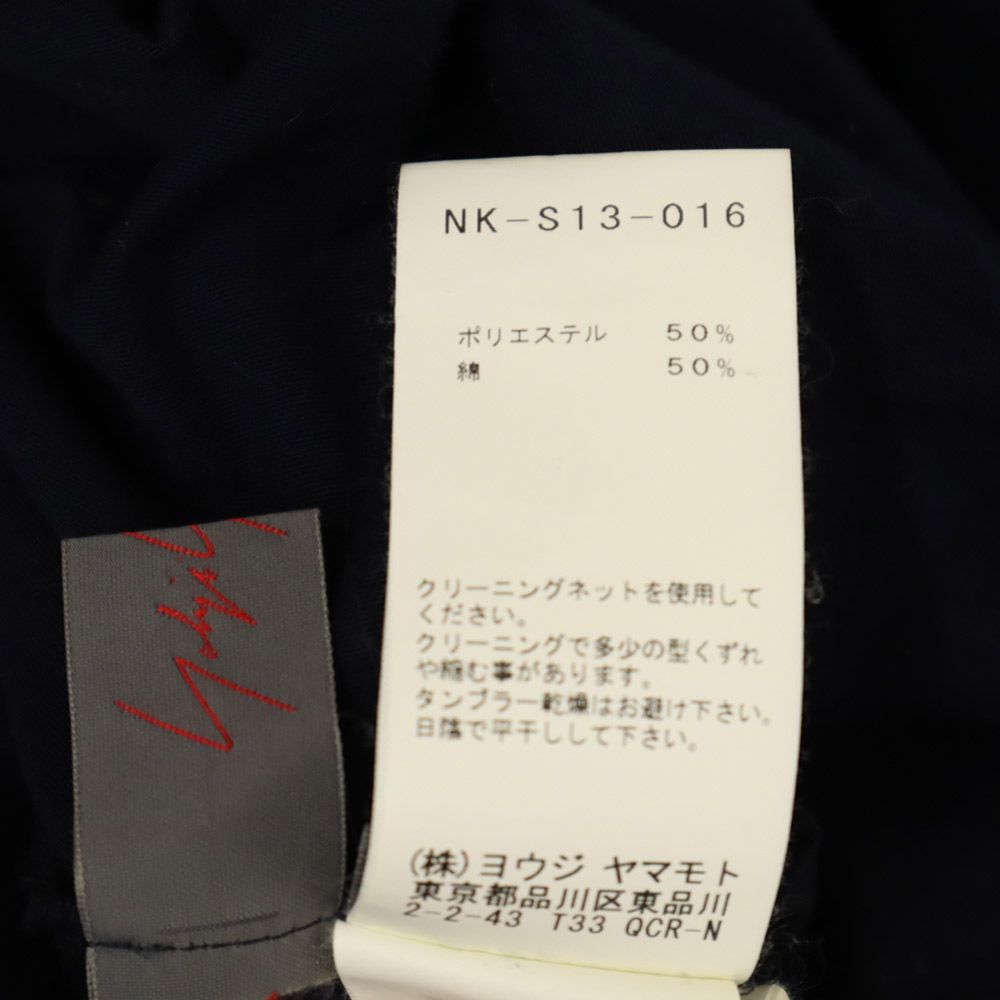 NK-S13-016
ポリエステル 50%
綿 50%
クリーニングネットを使用して
ください。
クリーニングで多少の型くずれ
や縮む事があります。
タンブラー乾燥はお避け下さい。
日陰で平干しして下さい。
(株)ヨウジ ヤマモト
東京都品川区東品川
2-2-43 T33 QCR-N
Yohji